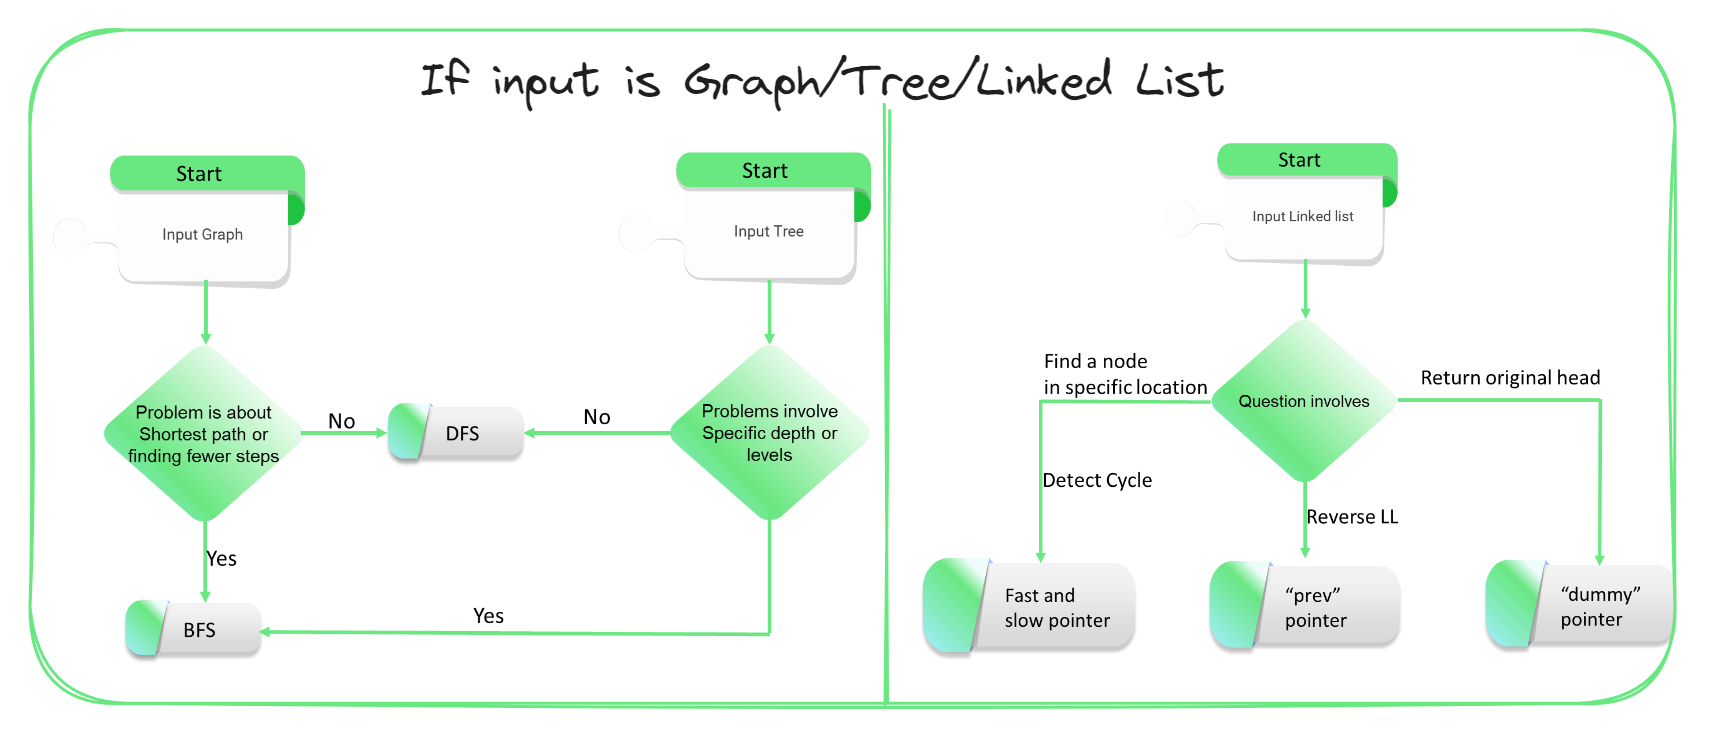 If input is Graph/Tree/Linked List
Start
Input Graph
Problem is about
Shortest path or
finding fewer steps
No
Yes
DFS
BFS
Start
Input Tree
Problems involve
Specific depth or
levels
No
Yes
Start
Input Linked list
Question involves
Find a node
in specific location
Detect Cycle
Reverse LL
Return original head
Fast and
slow pointer
“prev”
pointer
“dummy”
pointer